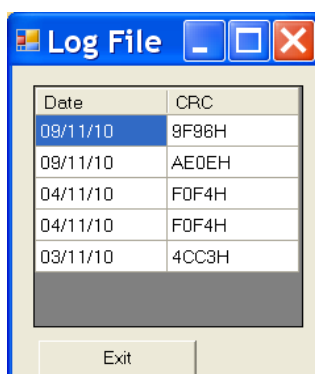 Log File
Date CRC
09/11/10 9F96H
09/11/10 AE0EH
04/11/10 F0F4H
04/11/10 F0F4H
03/11/10 4CC3H
Exit